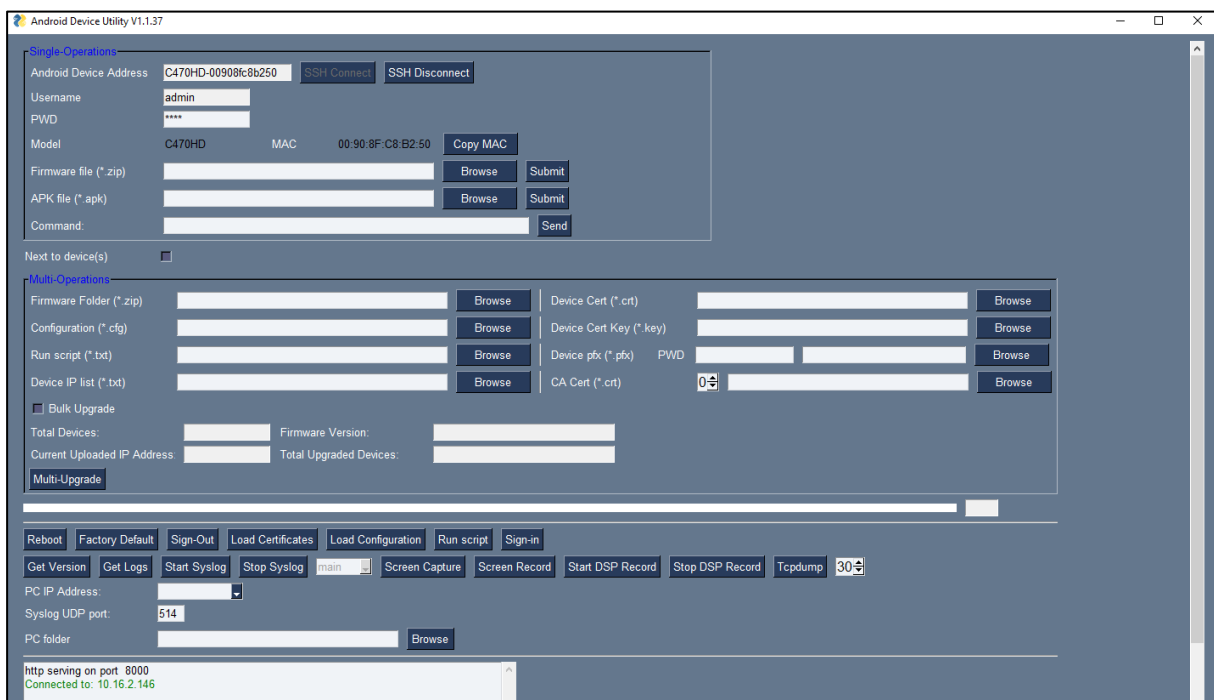 Android Device Utility V1.1.37
Single-Operations
Android Device Address C470HD-00908fc8b250 SSH Connect SSH Disconnect
Username admin
PWD ****
Model C470HD MAC 00:90:8F:C8:B2:50 Copy MAC
Firmware file (*.zip) Browse Submit
APK file (*.apk) Browse Submit
Command: Send
Next to device(s)
Multi-Operations
Firmware Folder (*.zip) Browse Device Cert (*.crt) Browse
Configuration (*.cfg) Browse Device Cert Key (*.key) Browse
Run script (*.txt) Browse Device pfx (*.pfx) PWD Browse
Device IP list (*.txt) Browse CA Cert (*.crt) 0 Browse
Bulk Upgrade
Total Devices: Firmware Version:
Current Uploaded IP Address: Total Upgraded Devices:
Multi-Upgrade
Reboot Factory Default Sign-Out Load Certificates Load Configuration Run script Sign-in
Get Version Get Logs Start Syslog Stop Syslog main Screen Capture Screen Record Start DSP Record Stop DSP Record Tcpdump 30
PC IP Address:
Syslog UDP port: 514
PC folder Browse
http serving on port 8000
Connected to: 10.16.2.146